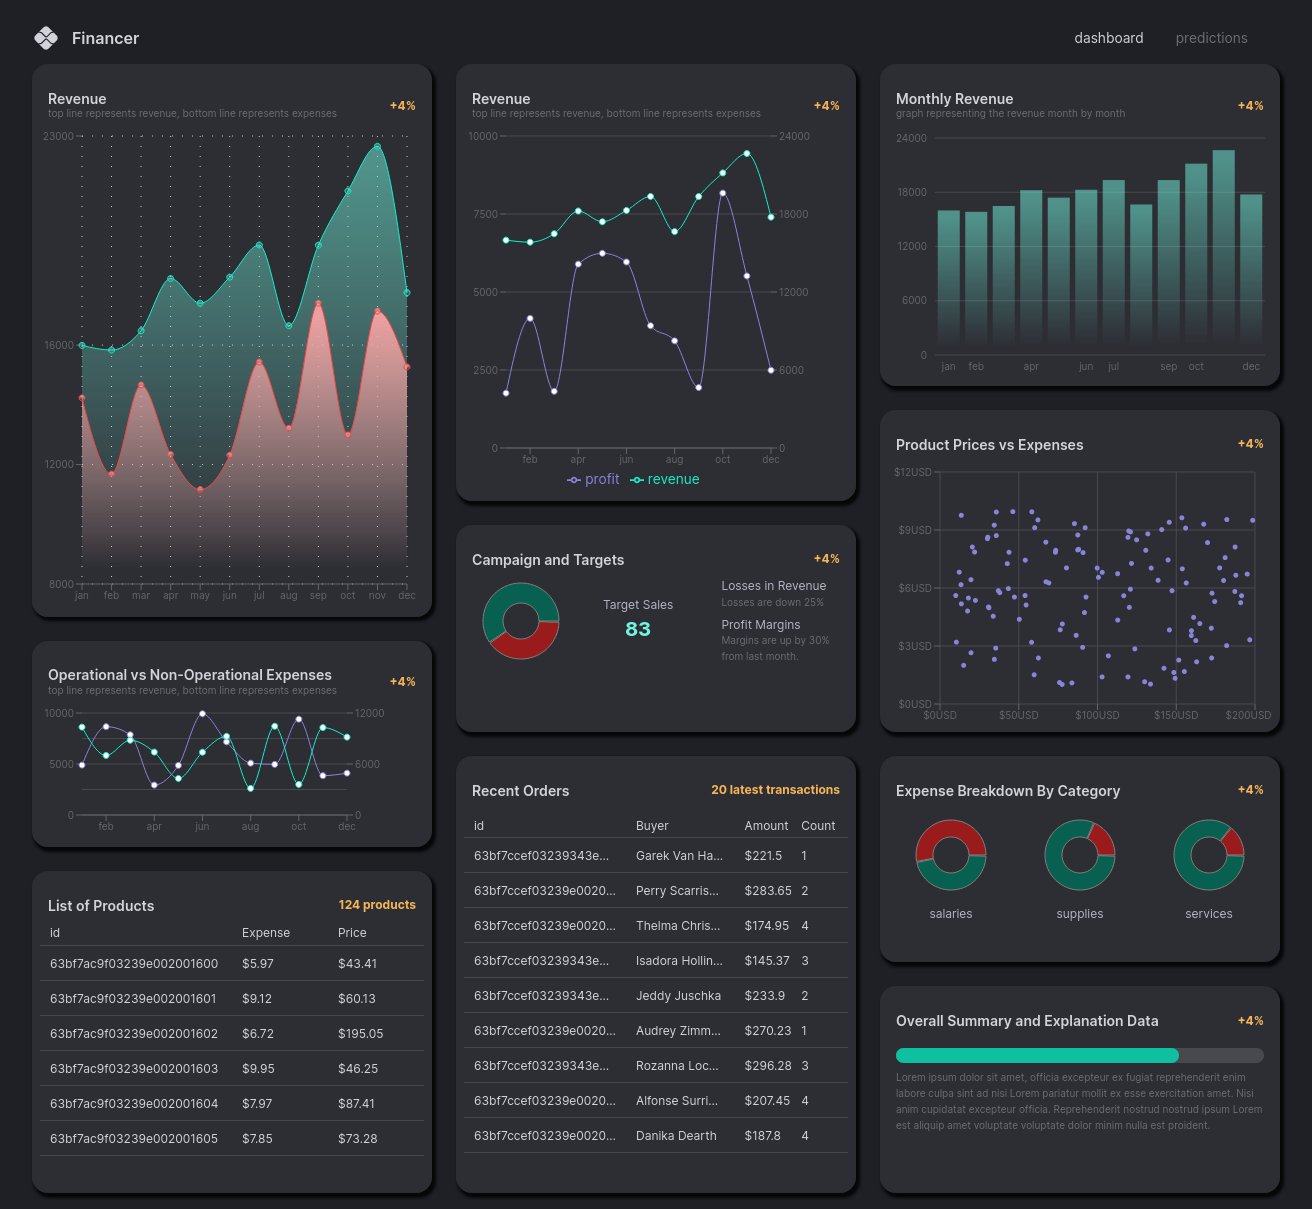 Financer
dashboard
predictions
Revenue
top line represents revenue, bottom line represents expenses
+4%
23000
16000
12000
8000
jan feb mar apr may jun jul aug sep oct nov dec
Operational vs Non-Operational Expenses
top line represents revenue, bottom line represents expenses
+4%
10000 12000
5000 6000
0 0
feb apr jun aug oct dec
List of Products
124 products
id Expense Price
63bf7ac9f03239e002001600 $5.97 $43.41
63bf7ac9f03239e002001601 $9.12 $60.13
63bf7ac9f03239e002001602 $6.72 $195.05
63bf7ac9f03239e002001603 $9.95 $46.25
63bf7ac9f03239e002001604 $7.97 $87.41
63bf7ac9f03239e002001605 $7.85 $73.28
Revenue
top line represents revenue, bottom line represents expenses
+4%
10000 24000
7500 18000
5000 12000
2500 6000
0 0
feb apr jun aug oct dec
profit revenue
Campaign and Targets
+4%
Target Sales
83
Losses in Revenue
Losses are down 25%
Profit Margins
Margins are up by 30%
from last month.
Recent Orders
20 latest transactions
id Buyer Amount Count
63bf7ccef03239343e... Garek Van Ha... $221.5 1
63bf7ccef03239e0020... Perry Scarris... $283.65 2
63bf7ccef03239e0020... Thelma Chris... $174.95 4
63bf7ccef03239343e... Isadora Hollin... $145.37 3
63bf7ccef03239343e... Jeddy Juschka $233.9 2
63bf7ccef03239e0020... Audrey Zimm... $270.23 1
63bf7ccef03239343e... Rozanna Loc... $296.28 3
63bf7ccef03239e0020... Alfonse Surri... $207.45 4
63bf7ccef03239e0020... Danika Dearth $187.8 4
Monthly Revenue
graph representing the revenue month by month
+4%
24000
18000
12000
6000
0
jan feb apr jun jul sep oct dec
Product Prices vs Expenses
+4%
$12USD
$9USD
$6USD
$3USD
$0USD
$0USD $50USD $100USD $150USD $200USD
Expense Breakdown By Category
+4%
salaries supplies services
Overall Summary and Explanation Data
+4%
Lorem ipsum dolor sit amet, officia excepteur ex fugiat reprehenderit enim
labore culpa sint ad nisi Lorem pariatur mollit ex esse exercitation amet. Nisi
anim cupidatat excepteur officia. Reprehenderit nostrud nostrud ipsum Lorem
est aliquip amet voluptate voluptate dolor minim nulla est proident.